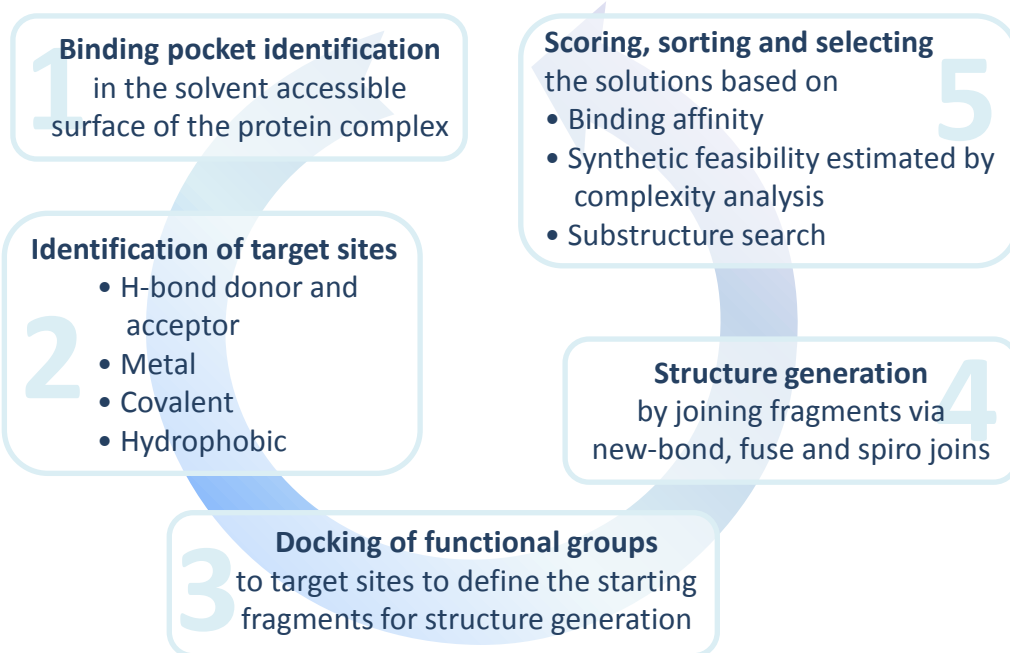 1
Binding pocket identification
in the solvent accessible
surface of the protein complex
2
Identification of target sites
• H-bond donor and
acceptor
• Metal
• Covalent
• Hydrophobic
3
Docking of functional groups
to target sites to define the starting
fragments for structure generation
4
Structure generation
by joining fragments via
new-bond, fuse and spiro joins
5
Scoring, sorting and selecting
the solutions based on
• Binding affinity
• Synthetic feasibility estimated by
complexity analysis
• Substructure search